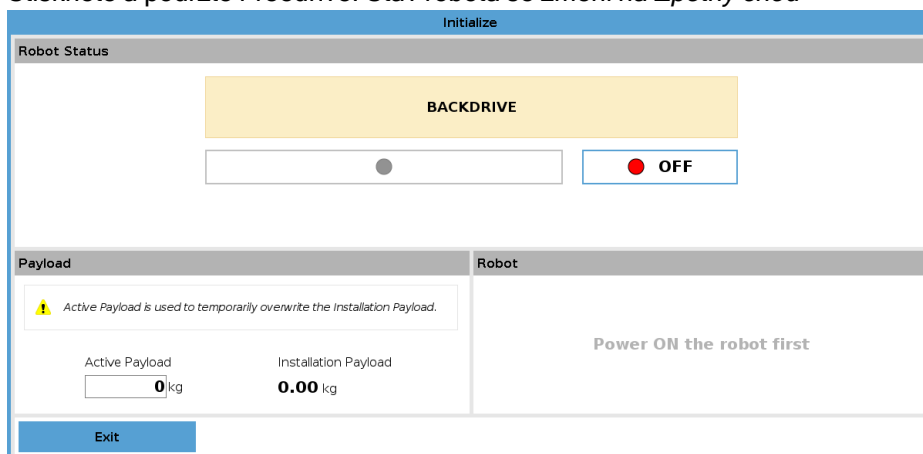 Initialize
Robot Status
BACKDRIVE
OFF
Payload
Robot
Active Payload is used to temporarily overwrite the Installation Payload.
Power ON the robot first
Active Payload
Installation Payload
0 kg
0.00 kg
Exit